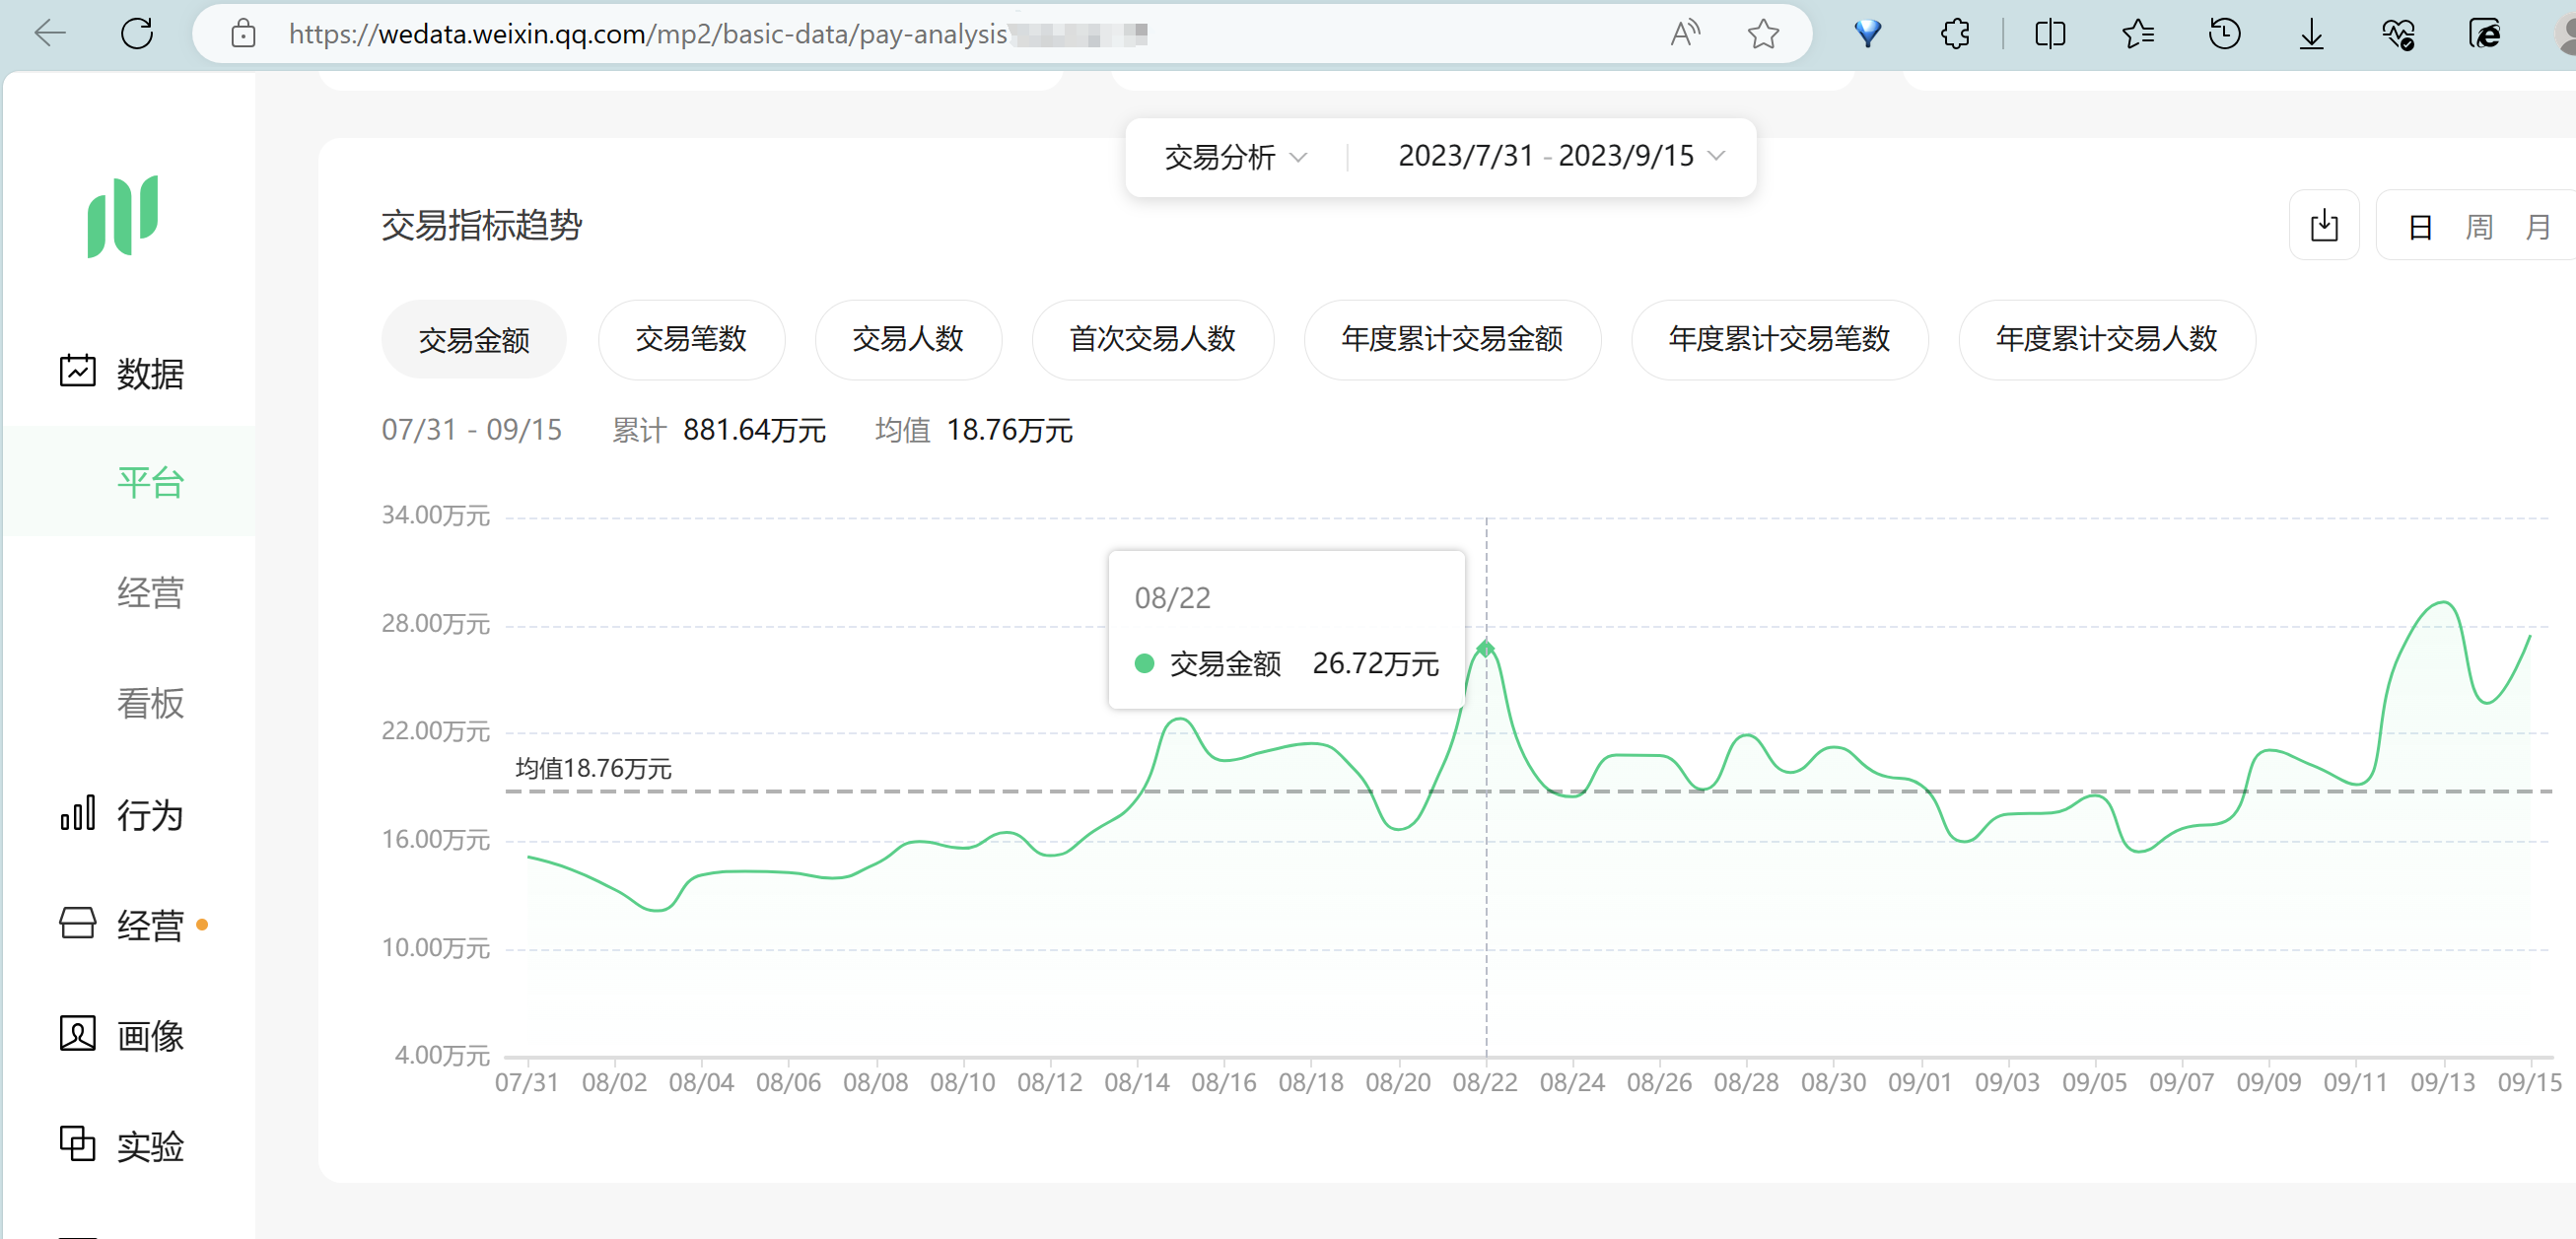 https://wedata.weixin.qq.com/mp2/basic-data/pay-analysis
交易分析 2023/7/31 - 2023/9/15
交易指标趋势
日 周 月
交易金额 交易笔数 交易人数 首次交易人数 年度累计交易金额 年度累计交易笔数 年度累计交易人数
07/31 - 09/15 累计 881.64万元 均值 18.76万元
数据
平台
经营
看板
行为
经营
画像
实验
34.00万元
28.00万元
22.00万元
16.00万元
10.00万元
4.00万元
均值18.76万元
08/22
交易金额 26.72万元
07/31 08/02 08/04 08/06 08/08 08/10 08/12 08/14 08/16 08/18 08/20 08/22 08/24 08/26 08/28 08/30 09/01 09/03 09/05 09/07 09/09 09/11 09/13 09/15